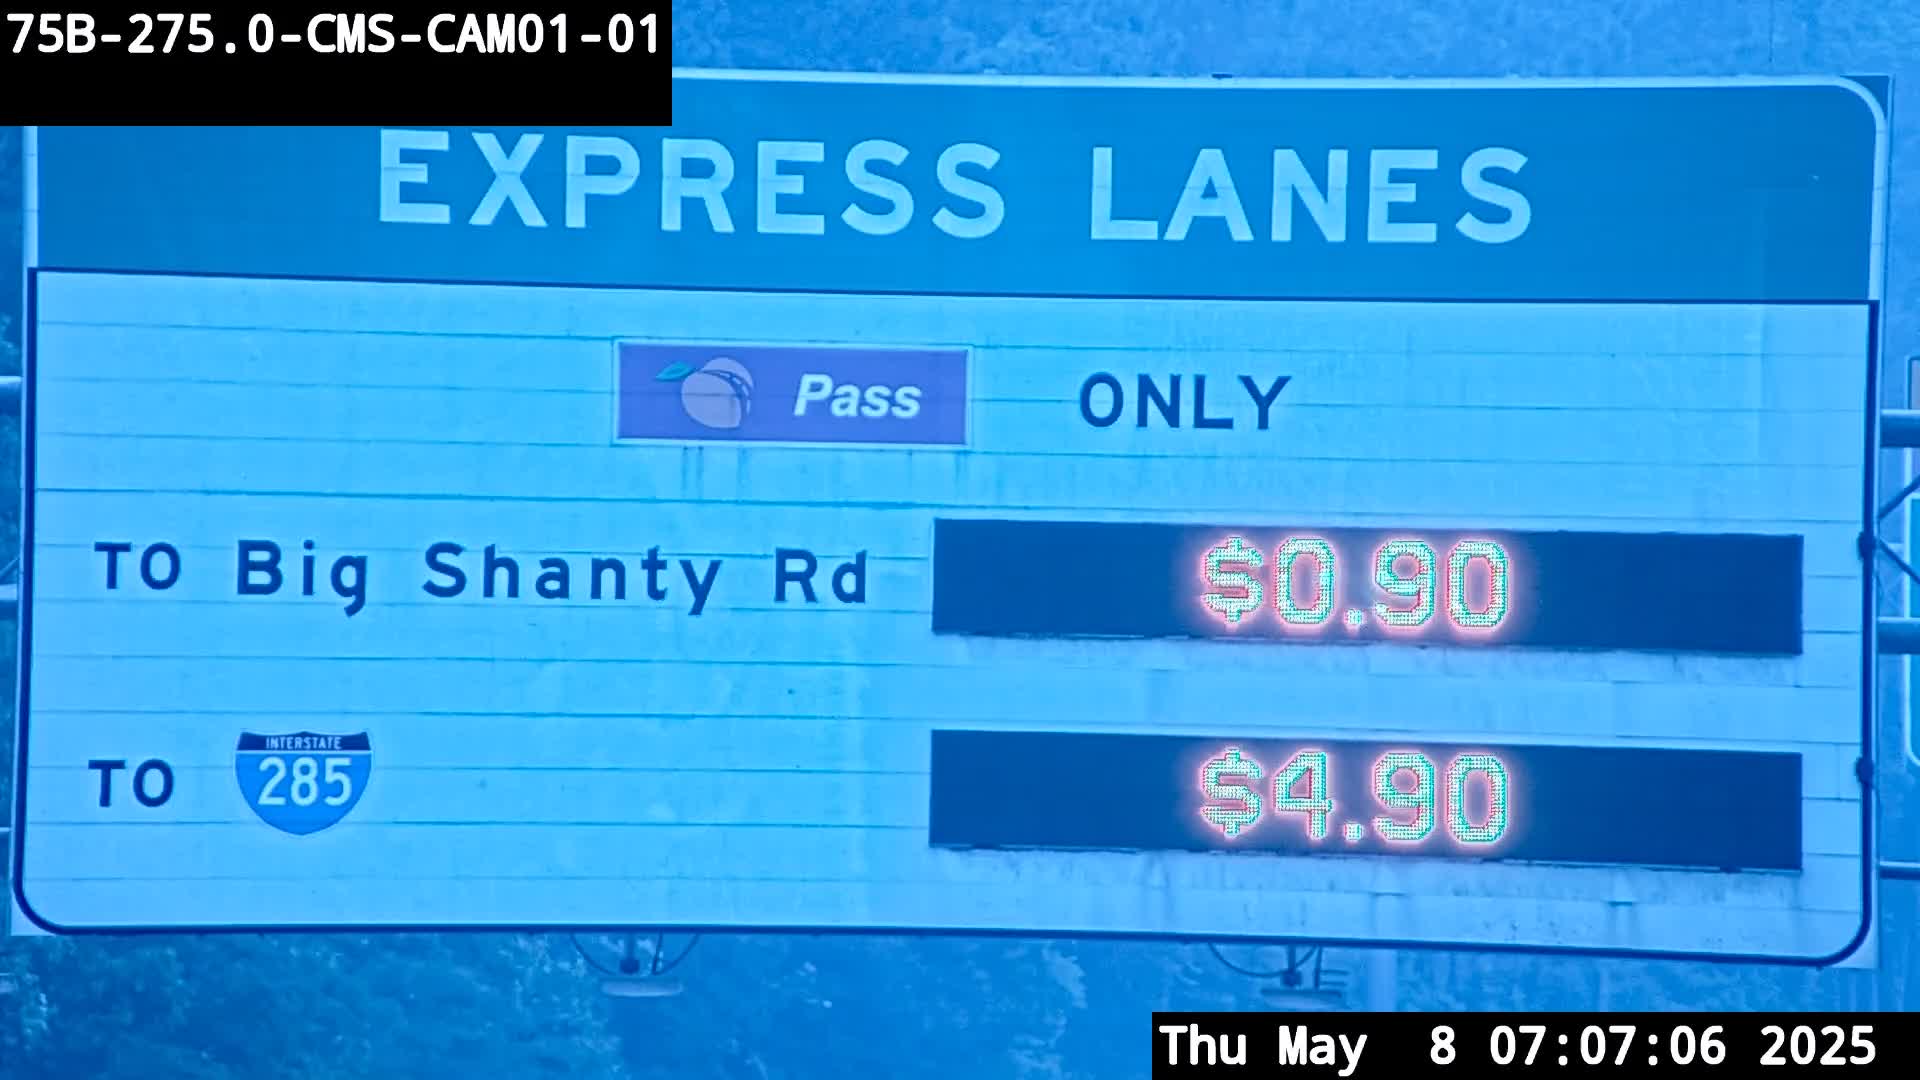 75B-275.0-CMS-CAM01-01
EXPRESS LANES
Pass ONLY
TO Big Shanty Rd $0.90
INTERSTATE
TO 285 $4.90
Thu May 8 07:07:06 2025